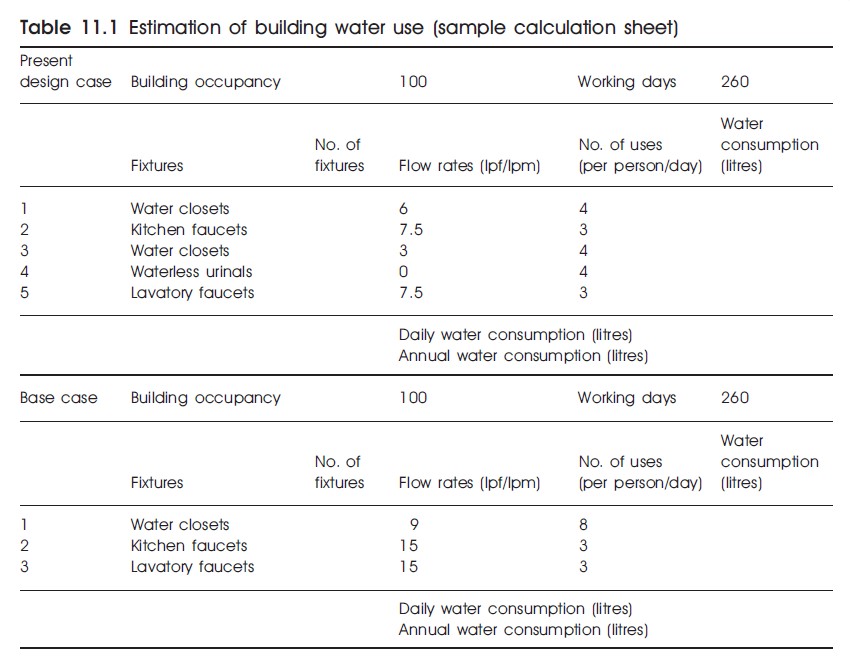 Table 11.1 Estimation of building water use (sample calculation sheet)
Present
design case Building occupancy 100 Working days 260
Water
No. of No. of uses consumption
Fixtures fixtures Flow rates (lpf/lpm) (per person/day) (litres)
1 Water closets 6 4
2 Kitchen faucets 7.5 3
3 Water closets 3 4
4 Waterless urinals 0 4
5 Lavatory faucets 7.5 3
Daily water consumption (litres)
Annual water consumption (litres)
Base case Building occupancy 100 Working days 260
Water
No. of No. of uses consumption
Fixtures fixtures Flow rates (lpf/lpm) (per person/day) (litres)
1 Water closets 9 8
2 Kitchen faucets 15 3
3 Lavatory faucets 15 3
Daily water consumption (litres)
Annual water consumption (litres)